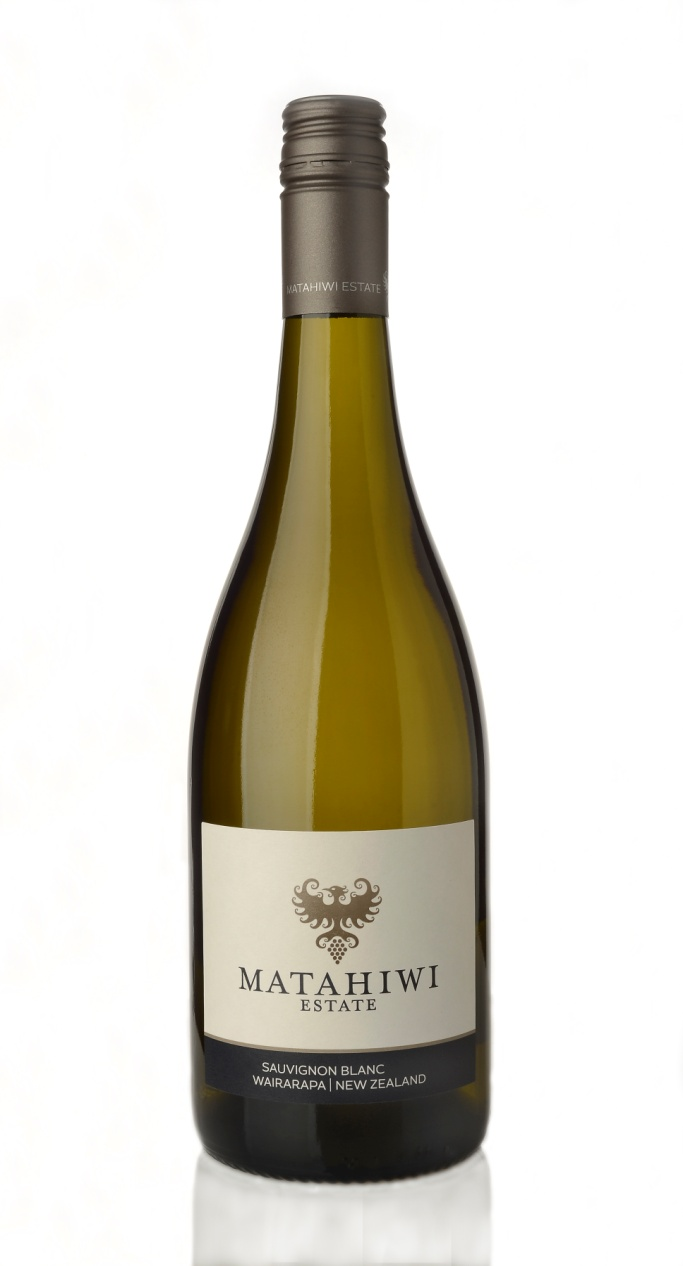 MATAHIWI ESTATE
MATAHIWI
ESTATE
SAUVIGNON BLANC
WAIRARAPA | NEW ZEALAND